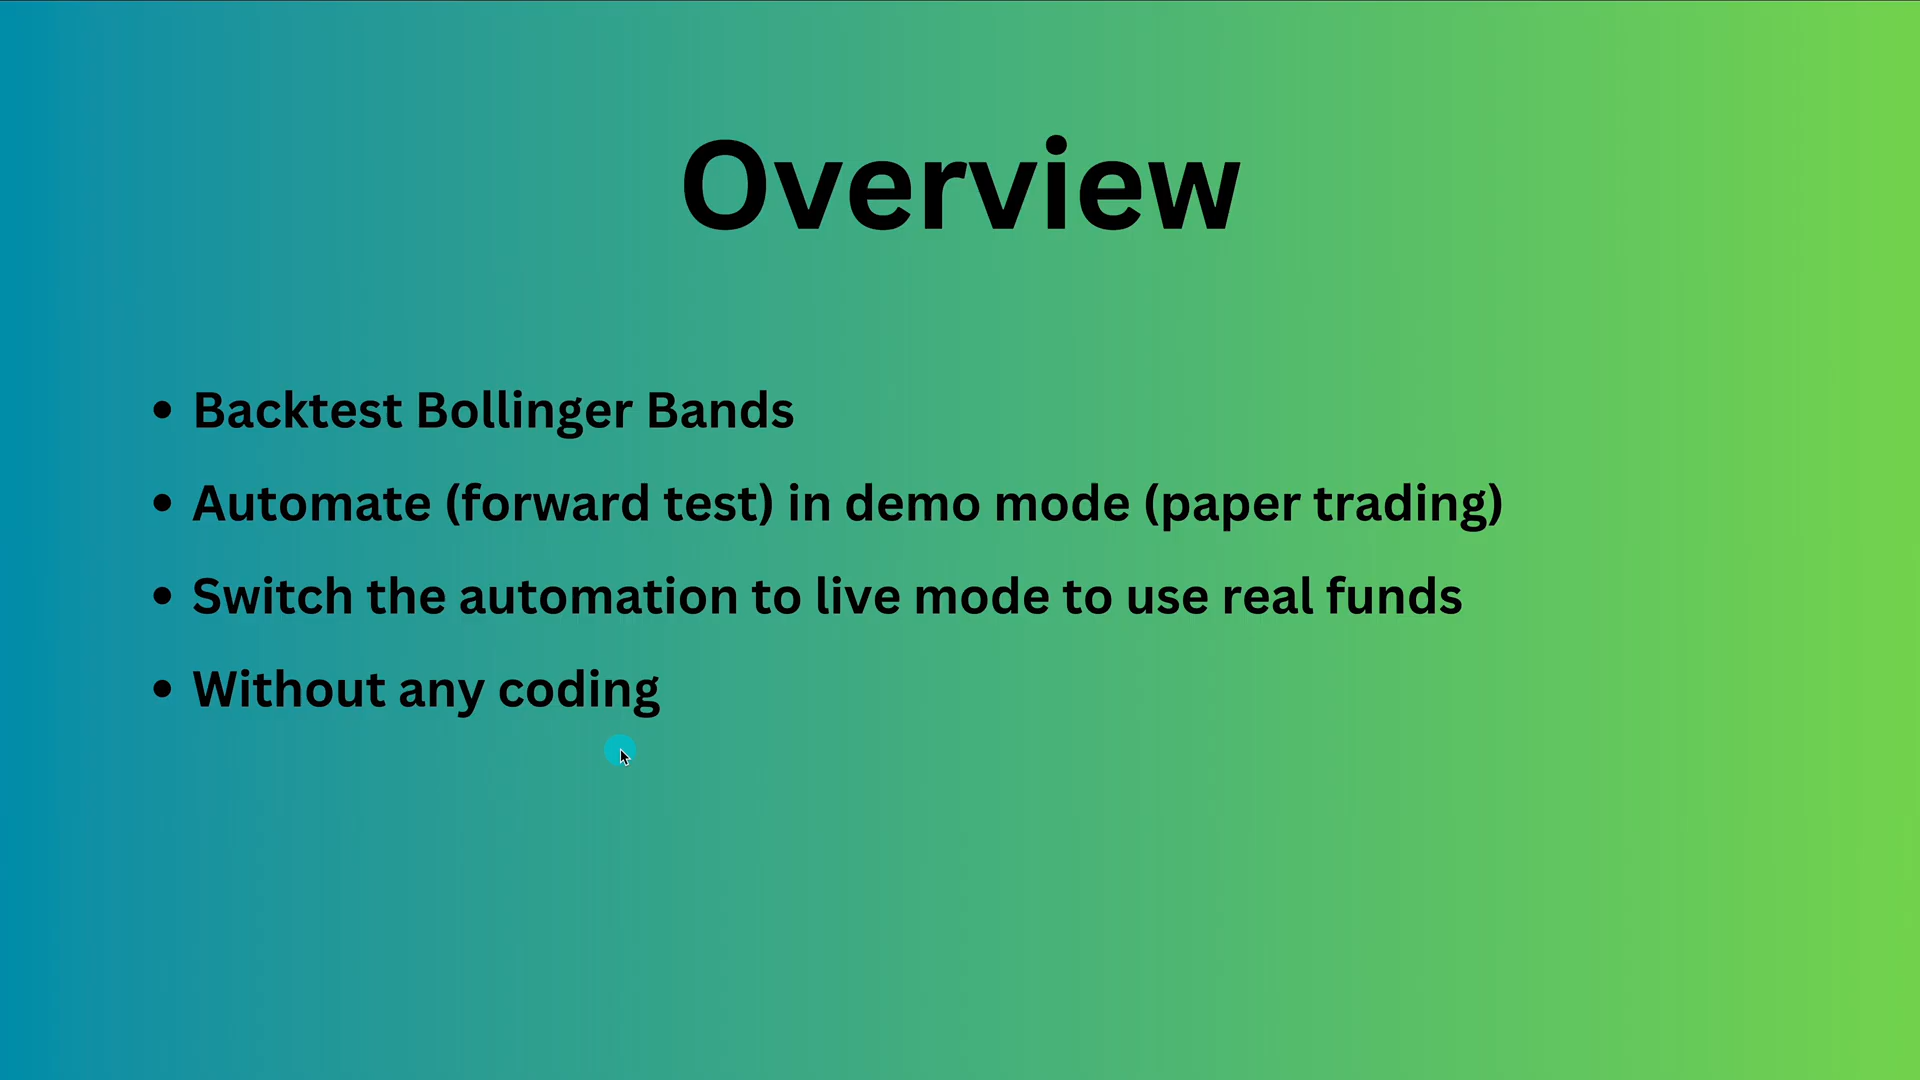 Overview
• Backtest Bollinger Bands
• Automate (forward test) in demo mode (paper trading)
• Switch the automation to live mode to use real funds
• Without any coding